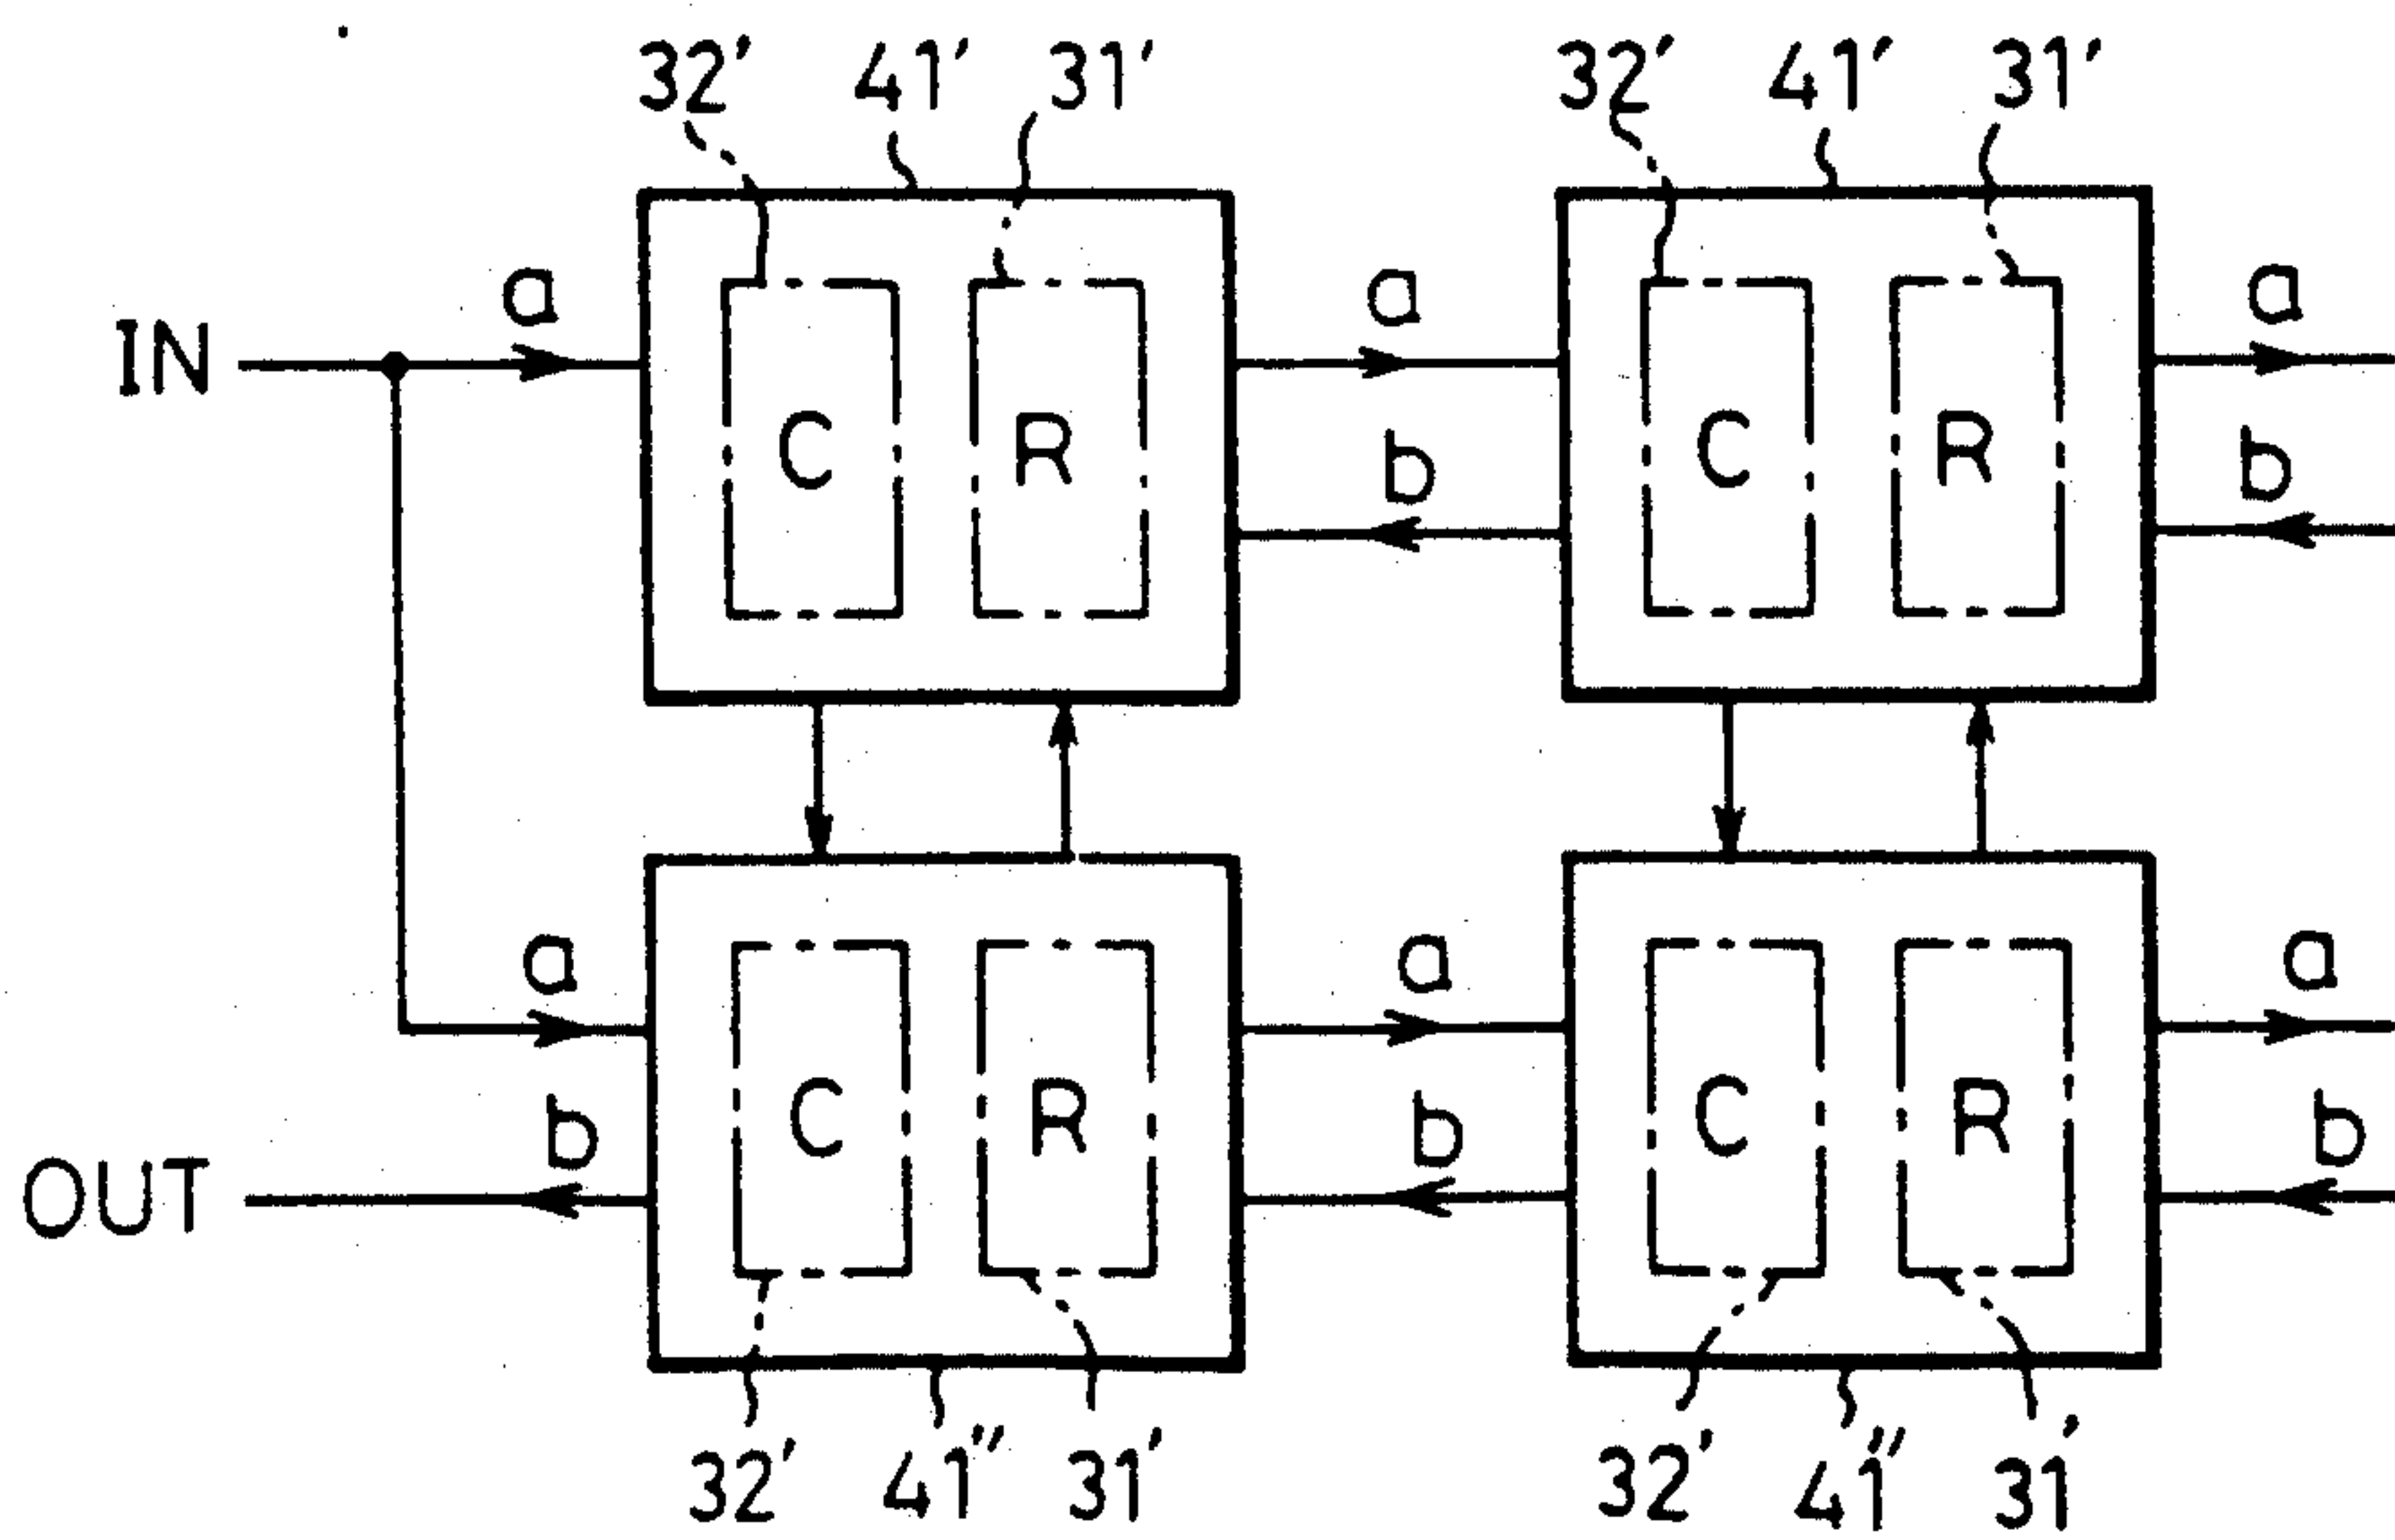 32' 41' 31' 32' 41' 31'
a a a
IN
C R C R
b b
a a a
C R C R
b b b
OUT
32' 41'' 31' 32' 41'' 31'